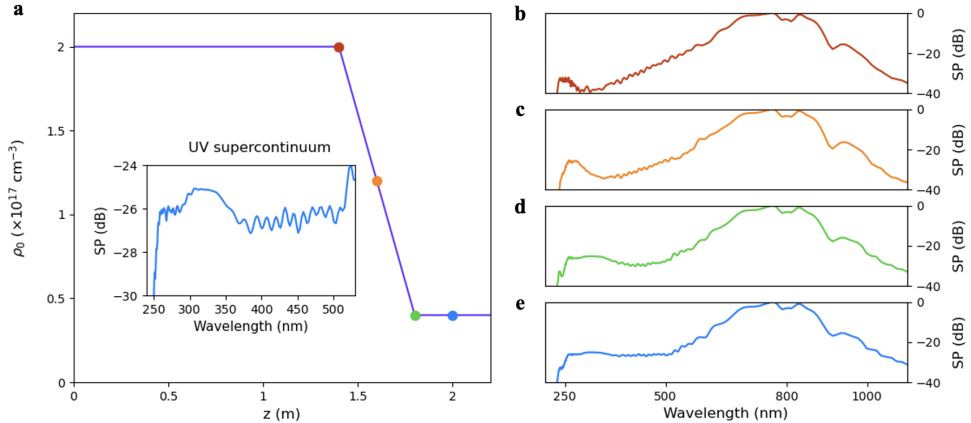 a
ρ₀ (×10¹⁷ cm⁻³)
2
1.5
1
0.5
0
0
0.5
1
1.5
2
z (m)
UV supercontinuum
SP (dB)
−24
−26
−28
−30
250 300 350 400 450 500
Wavelength (nm)
b
0
−20
−40
SP (dB)
c
0
−20
−40
SP (dB)
d
0
−20
−40
SP (dB)
e
0
−20
−40
SP (dB)
250
500
800
1000
Wavelength (nm)